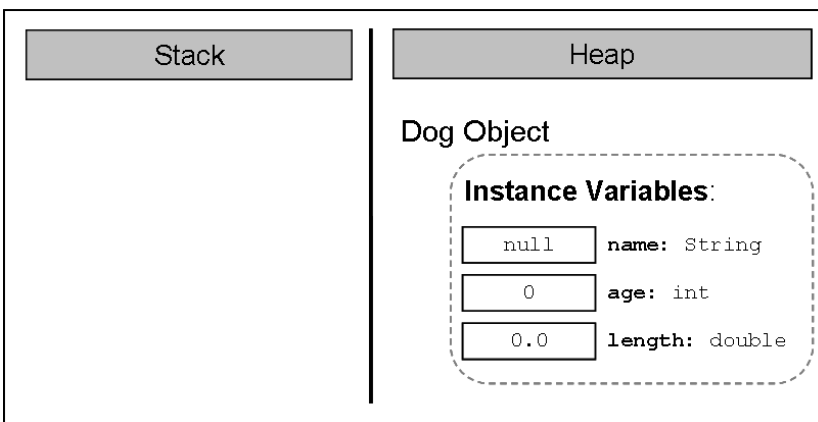 Stack
Heap
Dog Object
Instance Variables:
null name: String
0 age: int
0.0 length: double